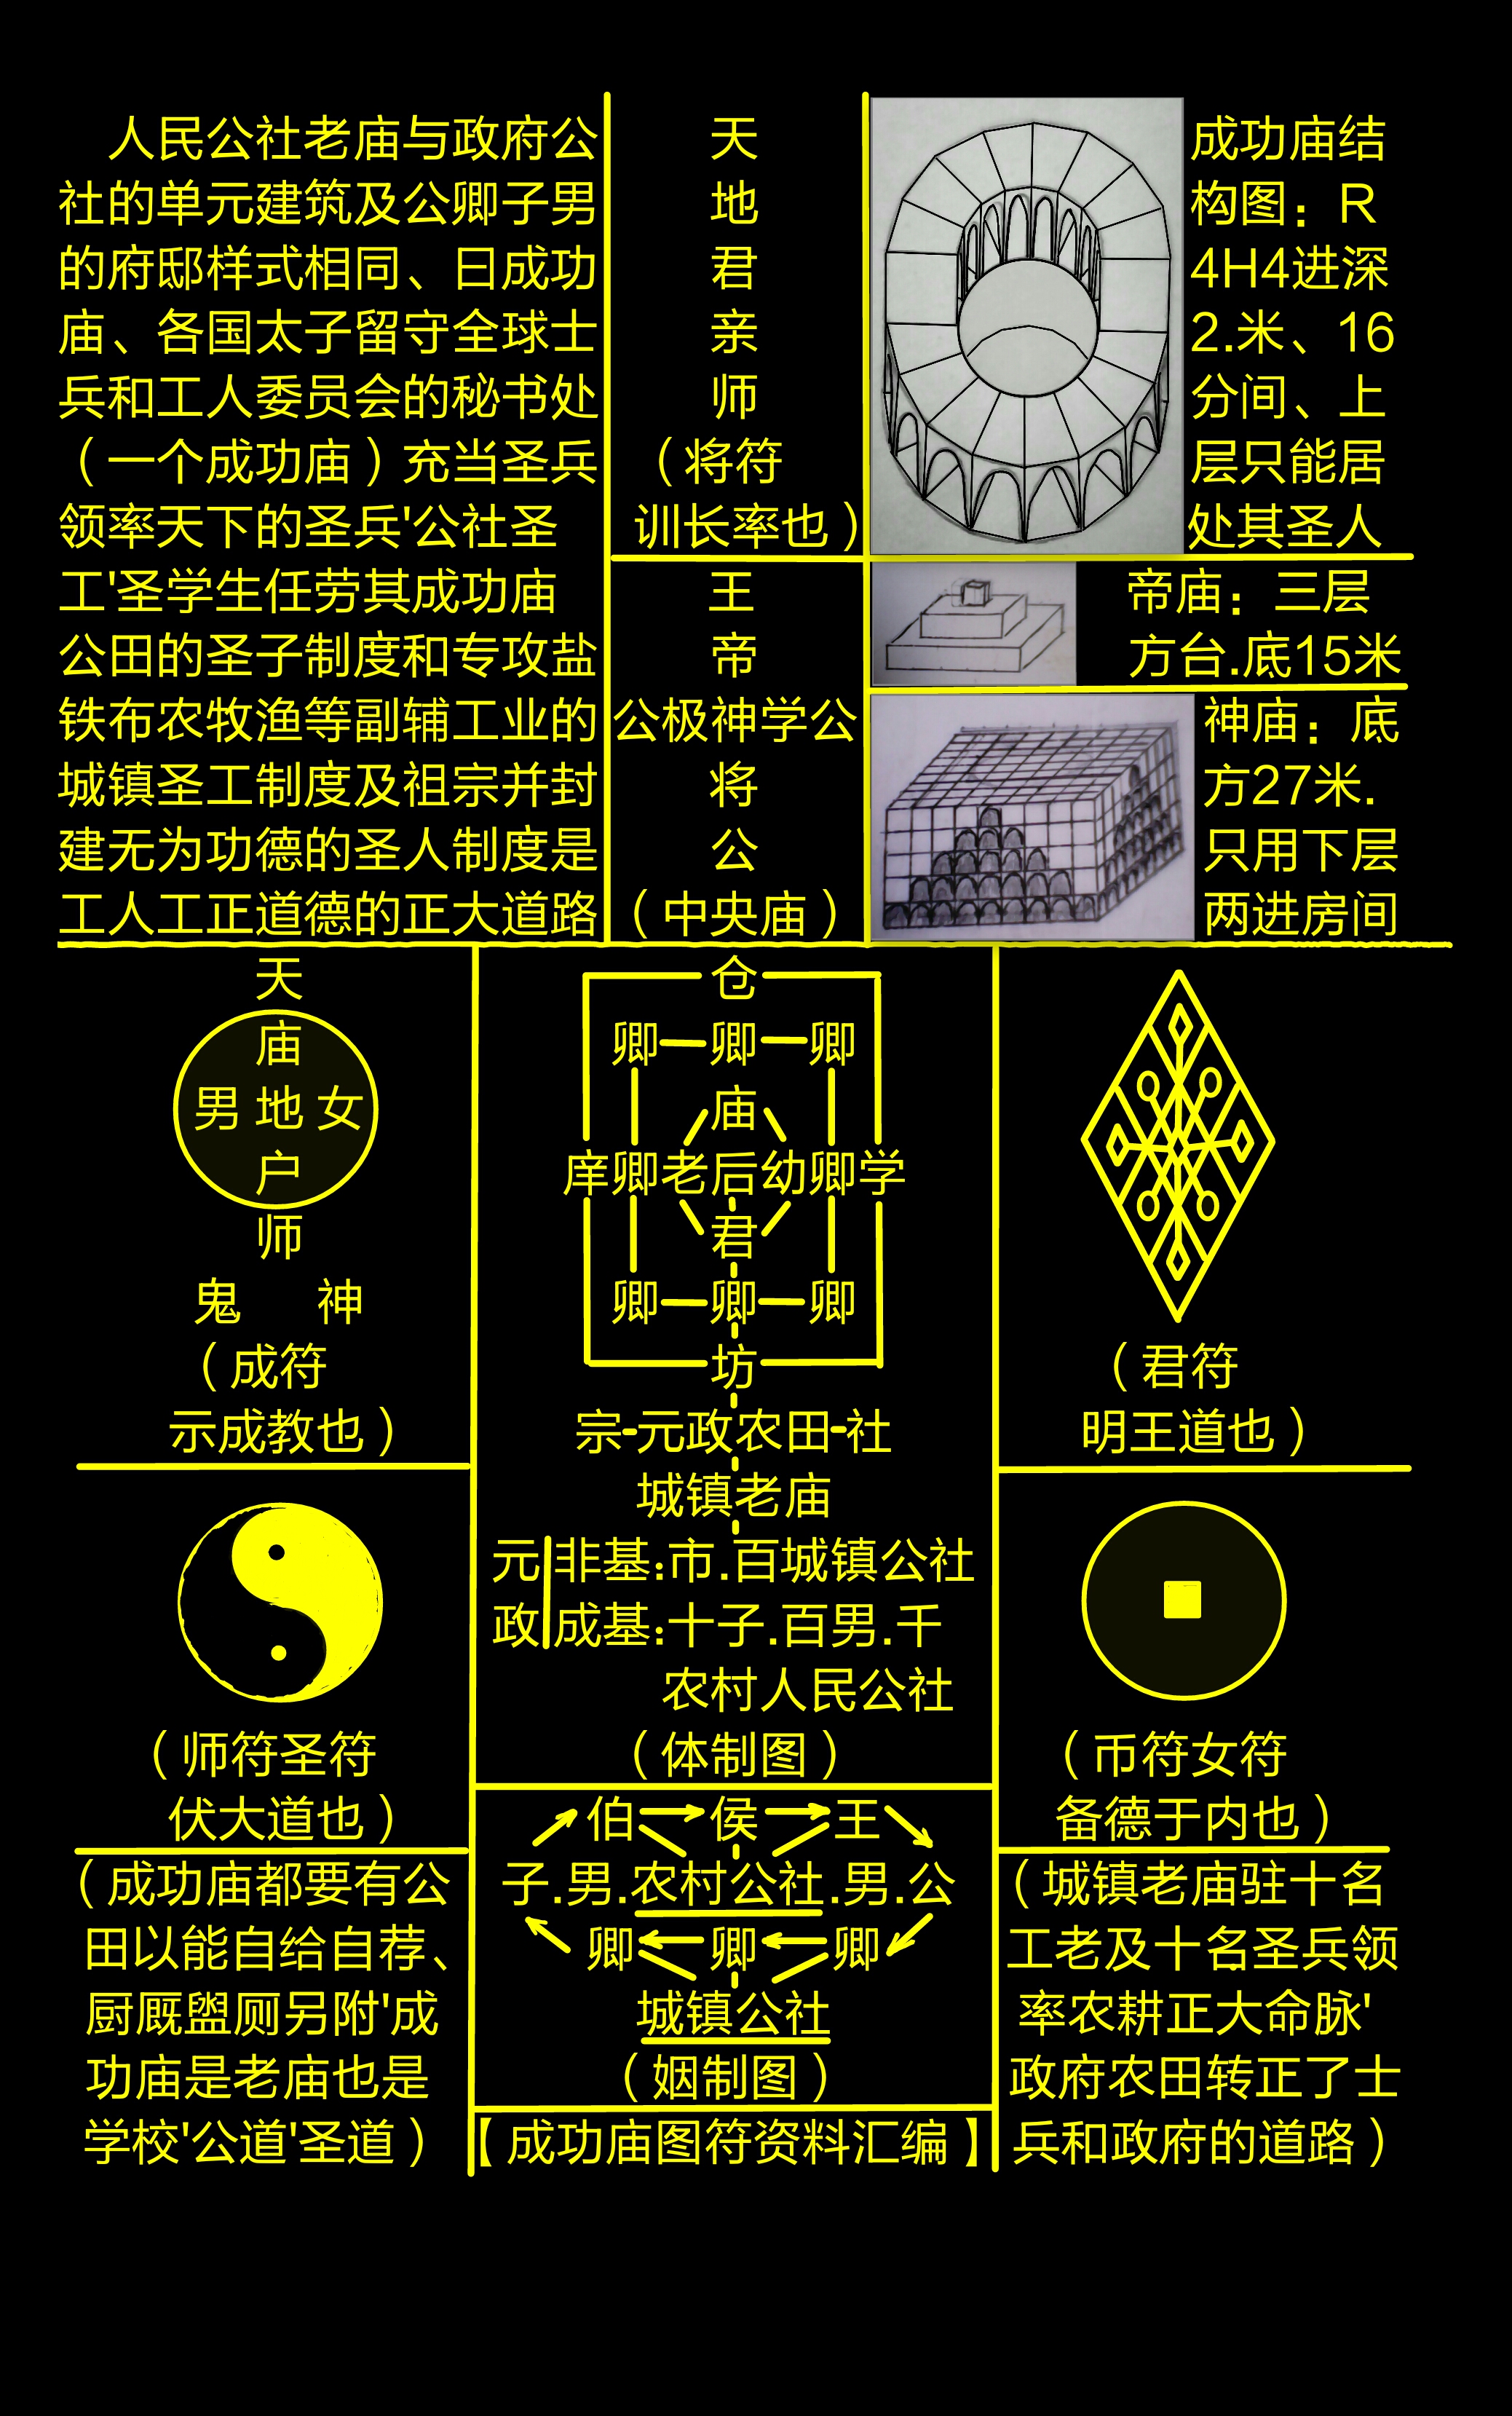 人民公社老庙与政府公
社的单元建筑及公卿子男
的府邸样式相同、曰成功
庙、各国太子留守全球士
兵和工人委员会的秘书处
（一个成功庙）充当圣兵
领率天下的圣兵'公社圣
工'圣学生任劳其成功庙
公田的圣子制度和专攻盐
铁布农牧渔等副辅工业的
城镇圣工制度及祖宗并封
建无为功德的圣人制度是
工人工正道德的正大道路
天
地
君
亲
师
（将符
训长率也）
王
帝
公极神学公
将
公
（中央庙）
成功庙结
构图：R
4H4进深
2.米、16
分间、上
层只能居
处其圣人
帝庙：三层
方台.底15米
神庙：底
方27米.
只用下层
两进房间
天
庙
男地女
户
师
鬼 神
（成符
示成教也）
（师符圣符
伏大道也）
（成功庙都要有公
田以能自给自荐、
厨厩盥厕另附'成
功庙是老庙也是
学校'公道'圣道）
仓
卿卿卿
庙
庠卿老后幼卿学
君
卿卿卿
坊
宗-元政农田-社
城镇老庙
元|非基:市.百城镇公社
政|成基:十子.百男.千
农村人民公社
（体制图）
伯侯王
子.男.农村公社.男.公
卿卿卿
城镇公社
（姻制图）
【成功庙图符资料汇编】
（君符
明王道也）
（币符女符
备德于内也）
（城镇老庙驻十名
工老及十名圣兵领
率农耕正大命脉'
政府农田转正了士
兵和政府的道路）